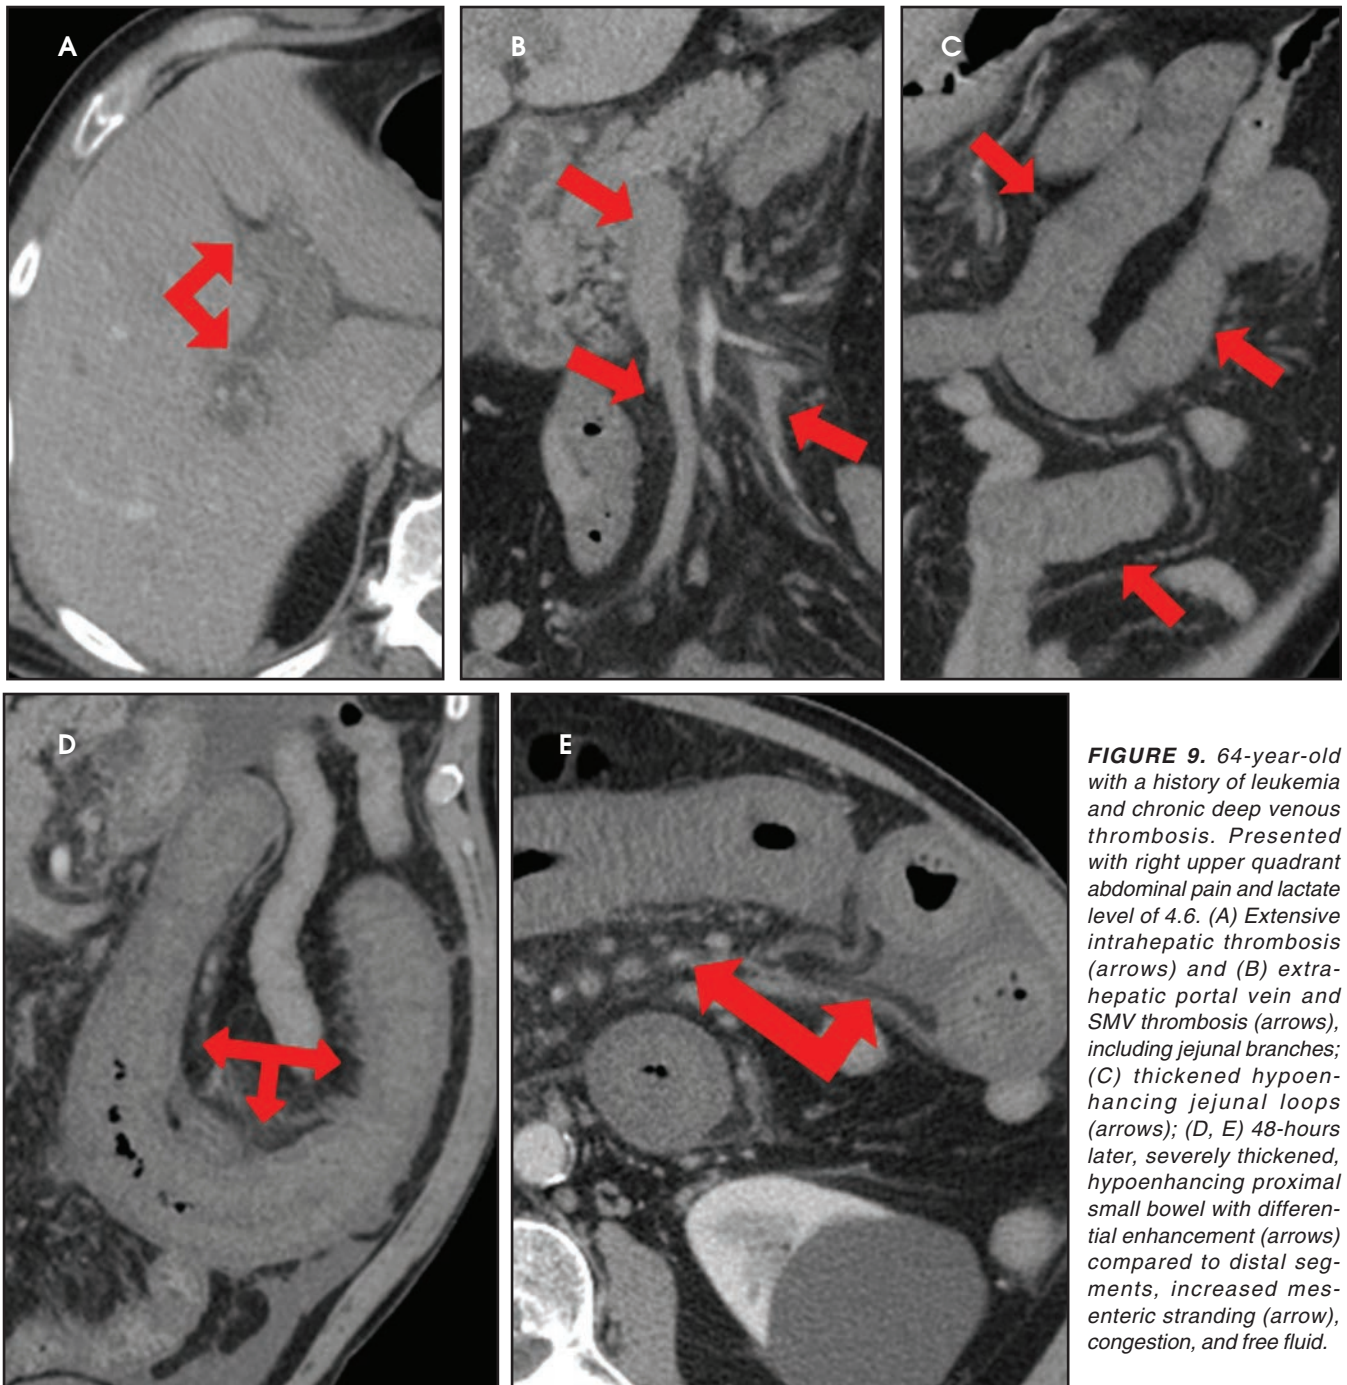 A
B
C
D
E
FIGURE 9. 64-year-old
with a history of leukemia
and chronic deep venous
thrombosis. Presented
with right upper quadrant
abdominal pain and lactate
level of 4.6. (A) Extensive
intrahepatic thrombosis
(arrows) and (B) extra-
hepatic portal vein and
SMV thrombosis (arrows),
including jejunal branches;
(C) thickened hypoen-
hancing jejunal loops
(arrows); (D, E) 48-hours
later, severely thickened,
hypoenhancing proximal
small bowel with differen-
tial enhancement (arrows)
compared to distal seg-
ments, increased mes-
enteric stranding (arrow),
congestion, and free fluid.